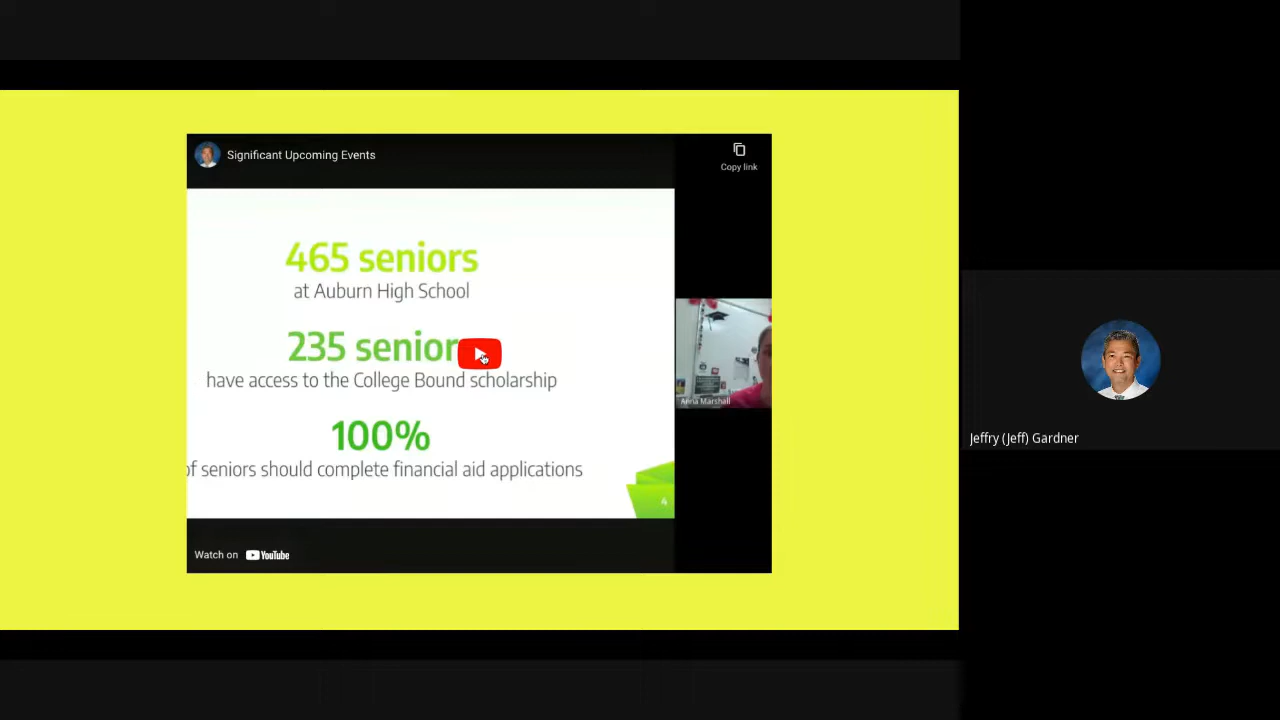 Significant Upcoming Events
Copy link
465 seniors
at Auburn High School
235 senior
have access to the College Bound scholarship
100%
of seniors should complete financial aid applications
4
Anna Marshall
Watch on YouTube
Jeffry (Jeff) Gardner